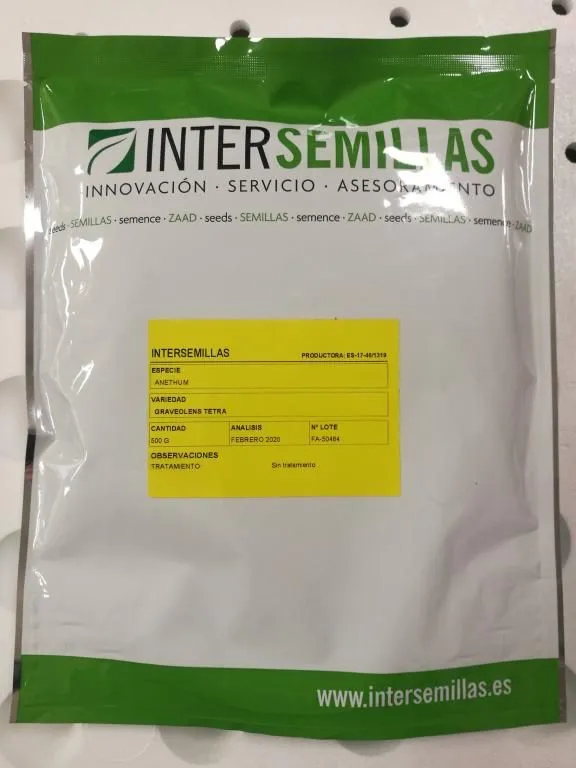 INTERSEMILLAS
INNOVACIÓN · SERVICIO · ASESORAMIENTO
seeds · SEMILLAS · semence · ZAAD · seeds · SEMILLAS · semence · ZAAD · seeds · SEMILLAS · semence · ZAAD
INTERSEMILLAS PRODUCTORA: ES-17-46/1319
ESPECIE
ANETHUM
VARIEDAD
GRAVEOLENS TETRA
CANTIDAD ANALISIS Nº LOTE
500 G FEBRERO 2020 FA-50484
OBSERVACIONES
TRATAMIENTO Sin tratamiento
www.intersemillas.es